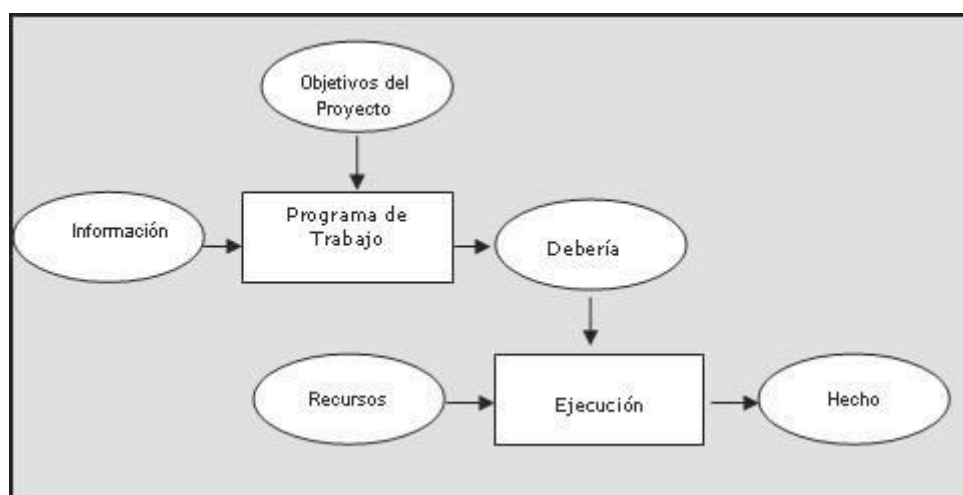 Objetivos del
Proyecto
Información
Programa de
Trabajo
Debería
Recursos
Ejecución
Hecho